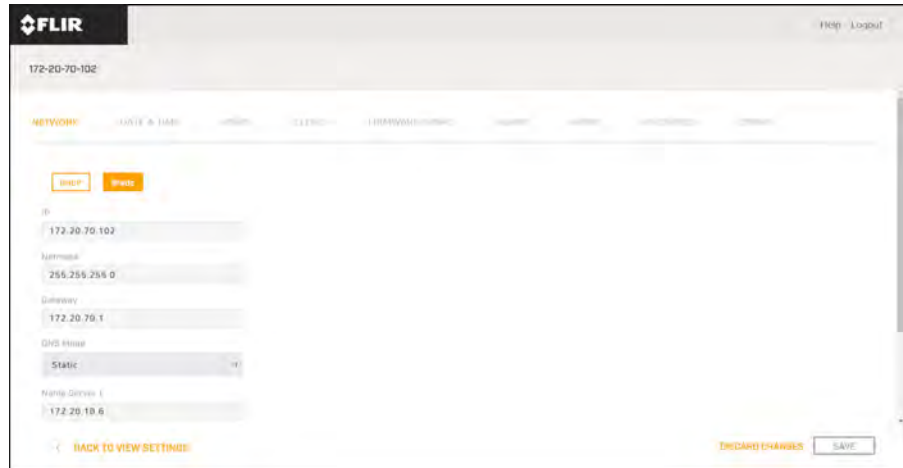 FLIR
Help Logout
172-20-70-102
NETWORK DATE & TIME USERS
DHCP Static
IP
172.20.70.102
Netmask
255.255.255.0
Gateway
172.20.70.1
DNS Mode
Static
Name Server 1
172.20.10.6
BACK TO VIEW SETTINGS
DISCARD CHANGES SAVE